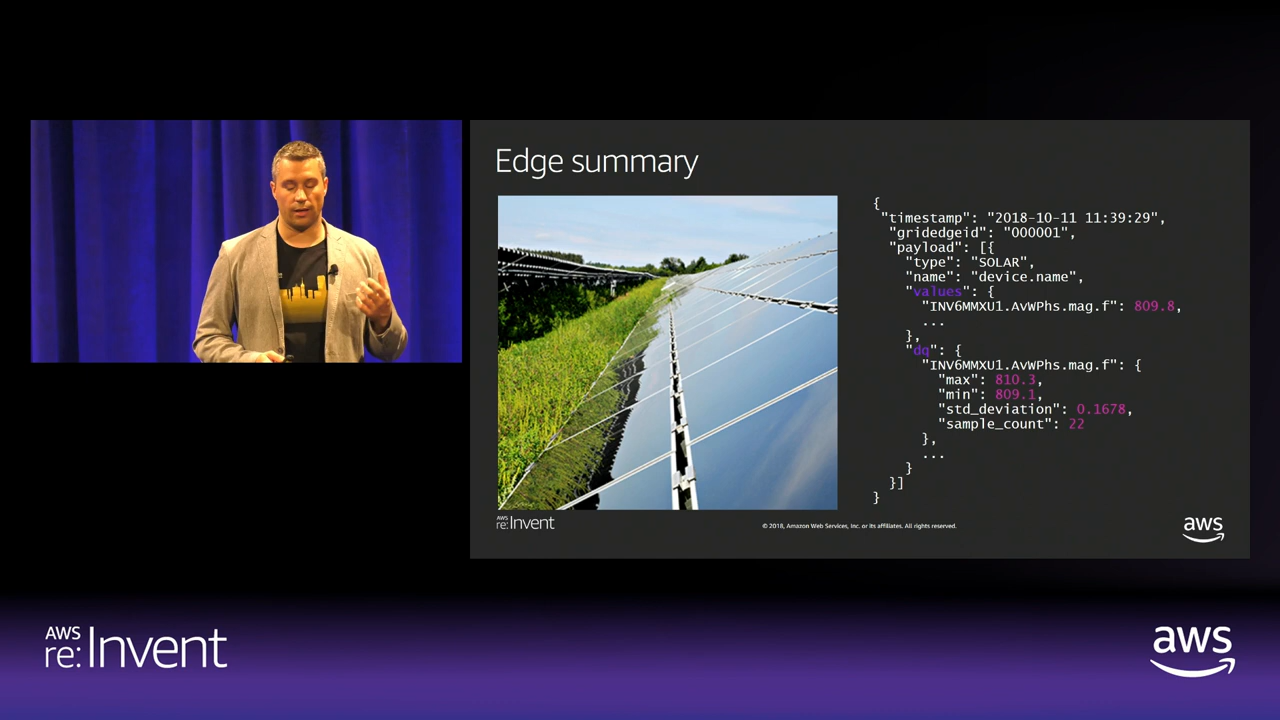 Edge summary
{
"timestamp": "2018-10-11 11:39:29",
"gridedgeid": "000001",
"payload": [{
"type": "SOLAR",
"name": "device.name",
"values": {
"INV6MMXU1.AvWPhs.mag.f": 809.8,
...
},
"dq": {
"INV6MMXU1.AvWPhs.mag.f": {
"max": 810.3,
"min": 809.1,
"std_deviation": 0.1678,
"sample_count": 22
},
...
}
}]
}
AWS
re:Invent
© 2018, Amazon Web Services, Inc. or its affiliates. All rights reserved.
aws
AWS
re:Invent
aws